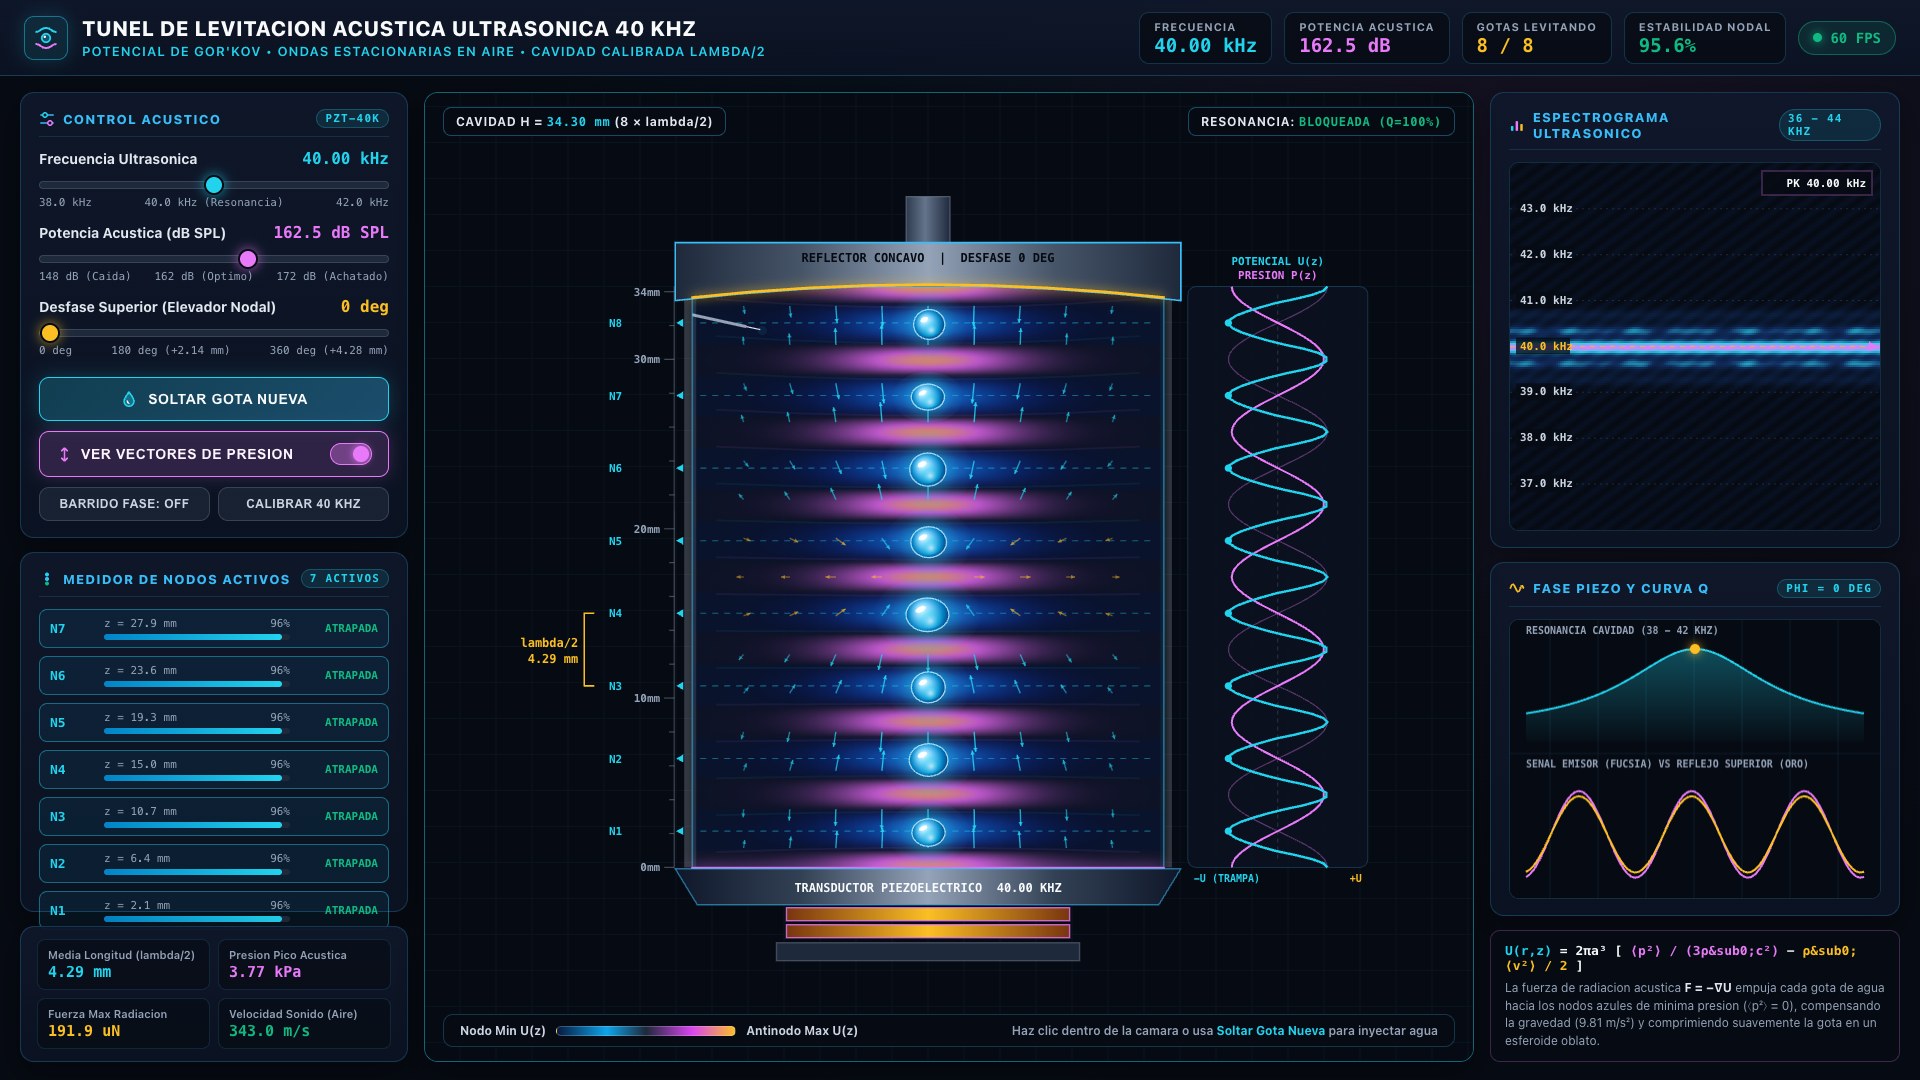 TUNEL DE LEVITACION ACUSTICA ULTRASONICA 40 KHZ
POTENCIAL DE GOR'KOV • ONDAS ESTACIONARIAS EN AIRE • CAVIDAD CALIBRADA LAMBDA/2
FRECUENCIA
40.00 kHz
POTENCIA ACUSTICA
162.5 dB
GOTAS LEVITANDO
8 / 8
ESTABILIDAD NODAL
95.6%
60 FPS
CONTROL ACUSTICO
PZT-40K
Frecuencia Ultrasonica 40.00 kHz
38.0 kHz 40.0 kHz (Resonancia) 42.0 kHz
Potencia Acustica (dB SPL) 162.5 dB SPL
148 dB (Caida) 162 dB (Optimo) 172 dB (Achatado)
Desfase Superior (Elevador Nodal) 0 deg
0 deg 180 deg (+2.14 mm) 360 deg (+4.28 mm)
SOLTAR GOTA NUEVA
VER VECTORES DE PRESION
BARRIDO FASE: OFF
CALIBRAR 40 KHZ
MEDIDOR DE NODOS ACTIVOS
7 ACTIVOS
N7 z = 27.9 mm 96% ATRAPADA
N6 z = 23.6 mm 96% ATRAPADA
N5 z = 19.3 mm 96% ATRAPADA
N4 z = 15.0 mm 96% ATRAPADA
N3 z = 10.7 mm 96% ATRAPADA
N2 z = 6.4 mm 96% ATRAPADA
N1 z = 2.1 mm 96% ATRAPADA
Media Longitud (lambda/2)
4.29 mm
Presion Pico Acustica
3.77 kPa
Fuerza Max Radiacion
191.9 uN
Velocidad Sonido (Aire)
343.0 m/s
CAVIDAD H = 34.30 mm (8 × lambda/2)
RESONANCIA: BLOQUEADA (Q=100%)
REFLECTOR CONCAVO | DESFASE 0 DEG
POTENCIAL U(z)
PRESION P(z)
34mm
N8
30mm
N7
N6
20mm
N5
N4
lambda/2
4.29 mm
N3
10mm
N2
N1
0mm
TRANSDUCTOR PIEZOELECTRICO 40.00 KHZ
-U (TRAMPA)
+U
Nodo Min U(z)
Antinodo Max U(z)
Haz clic dentro de la camara o usa Soltar Gota Nueva para inyectar agua
ESPECTROGRAMA
ULTRASONICO
36 - 44
KHZ
PK 40.00 kHz
43.0 kHz
42.0 kHz
41.0 kHz
40.0 kHz
39.0 kHz
38.0 kHz
37.0 kHz
FASE PIEZO Y CURVA Q
PHI = 0 DEG
RESONANCIA CAVIDAD (38 - 42 KHZ)
SENAL EMISOR (FUCSIA) VS REFLEJO SUPERIOR (ORO)
U(r,z) = 2πa³ [ ⟨p²⟩ / (3ρ&sub0;c²) − ρ&sub0;
⟨v²⟩ / 2 ]
La fuerza de radiacion acustica F = −∇U empuja cada gota de agua
hacia los nodos azules de minima presion (⟨p²⟩ = 0), compensando
la gravedad (9.81 m/s²) y comprimiendo suavemente la gota en un
esferoide oblato.